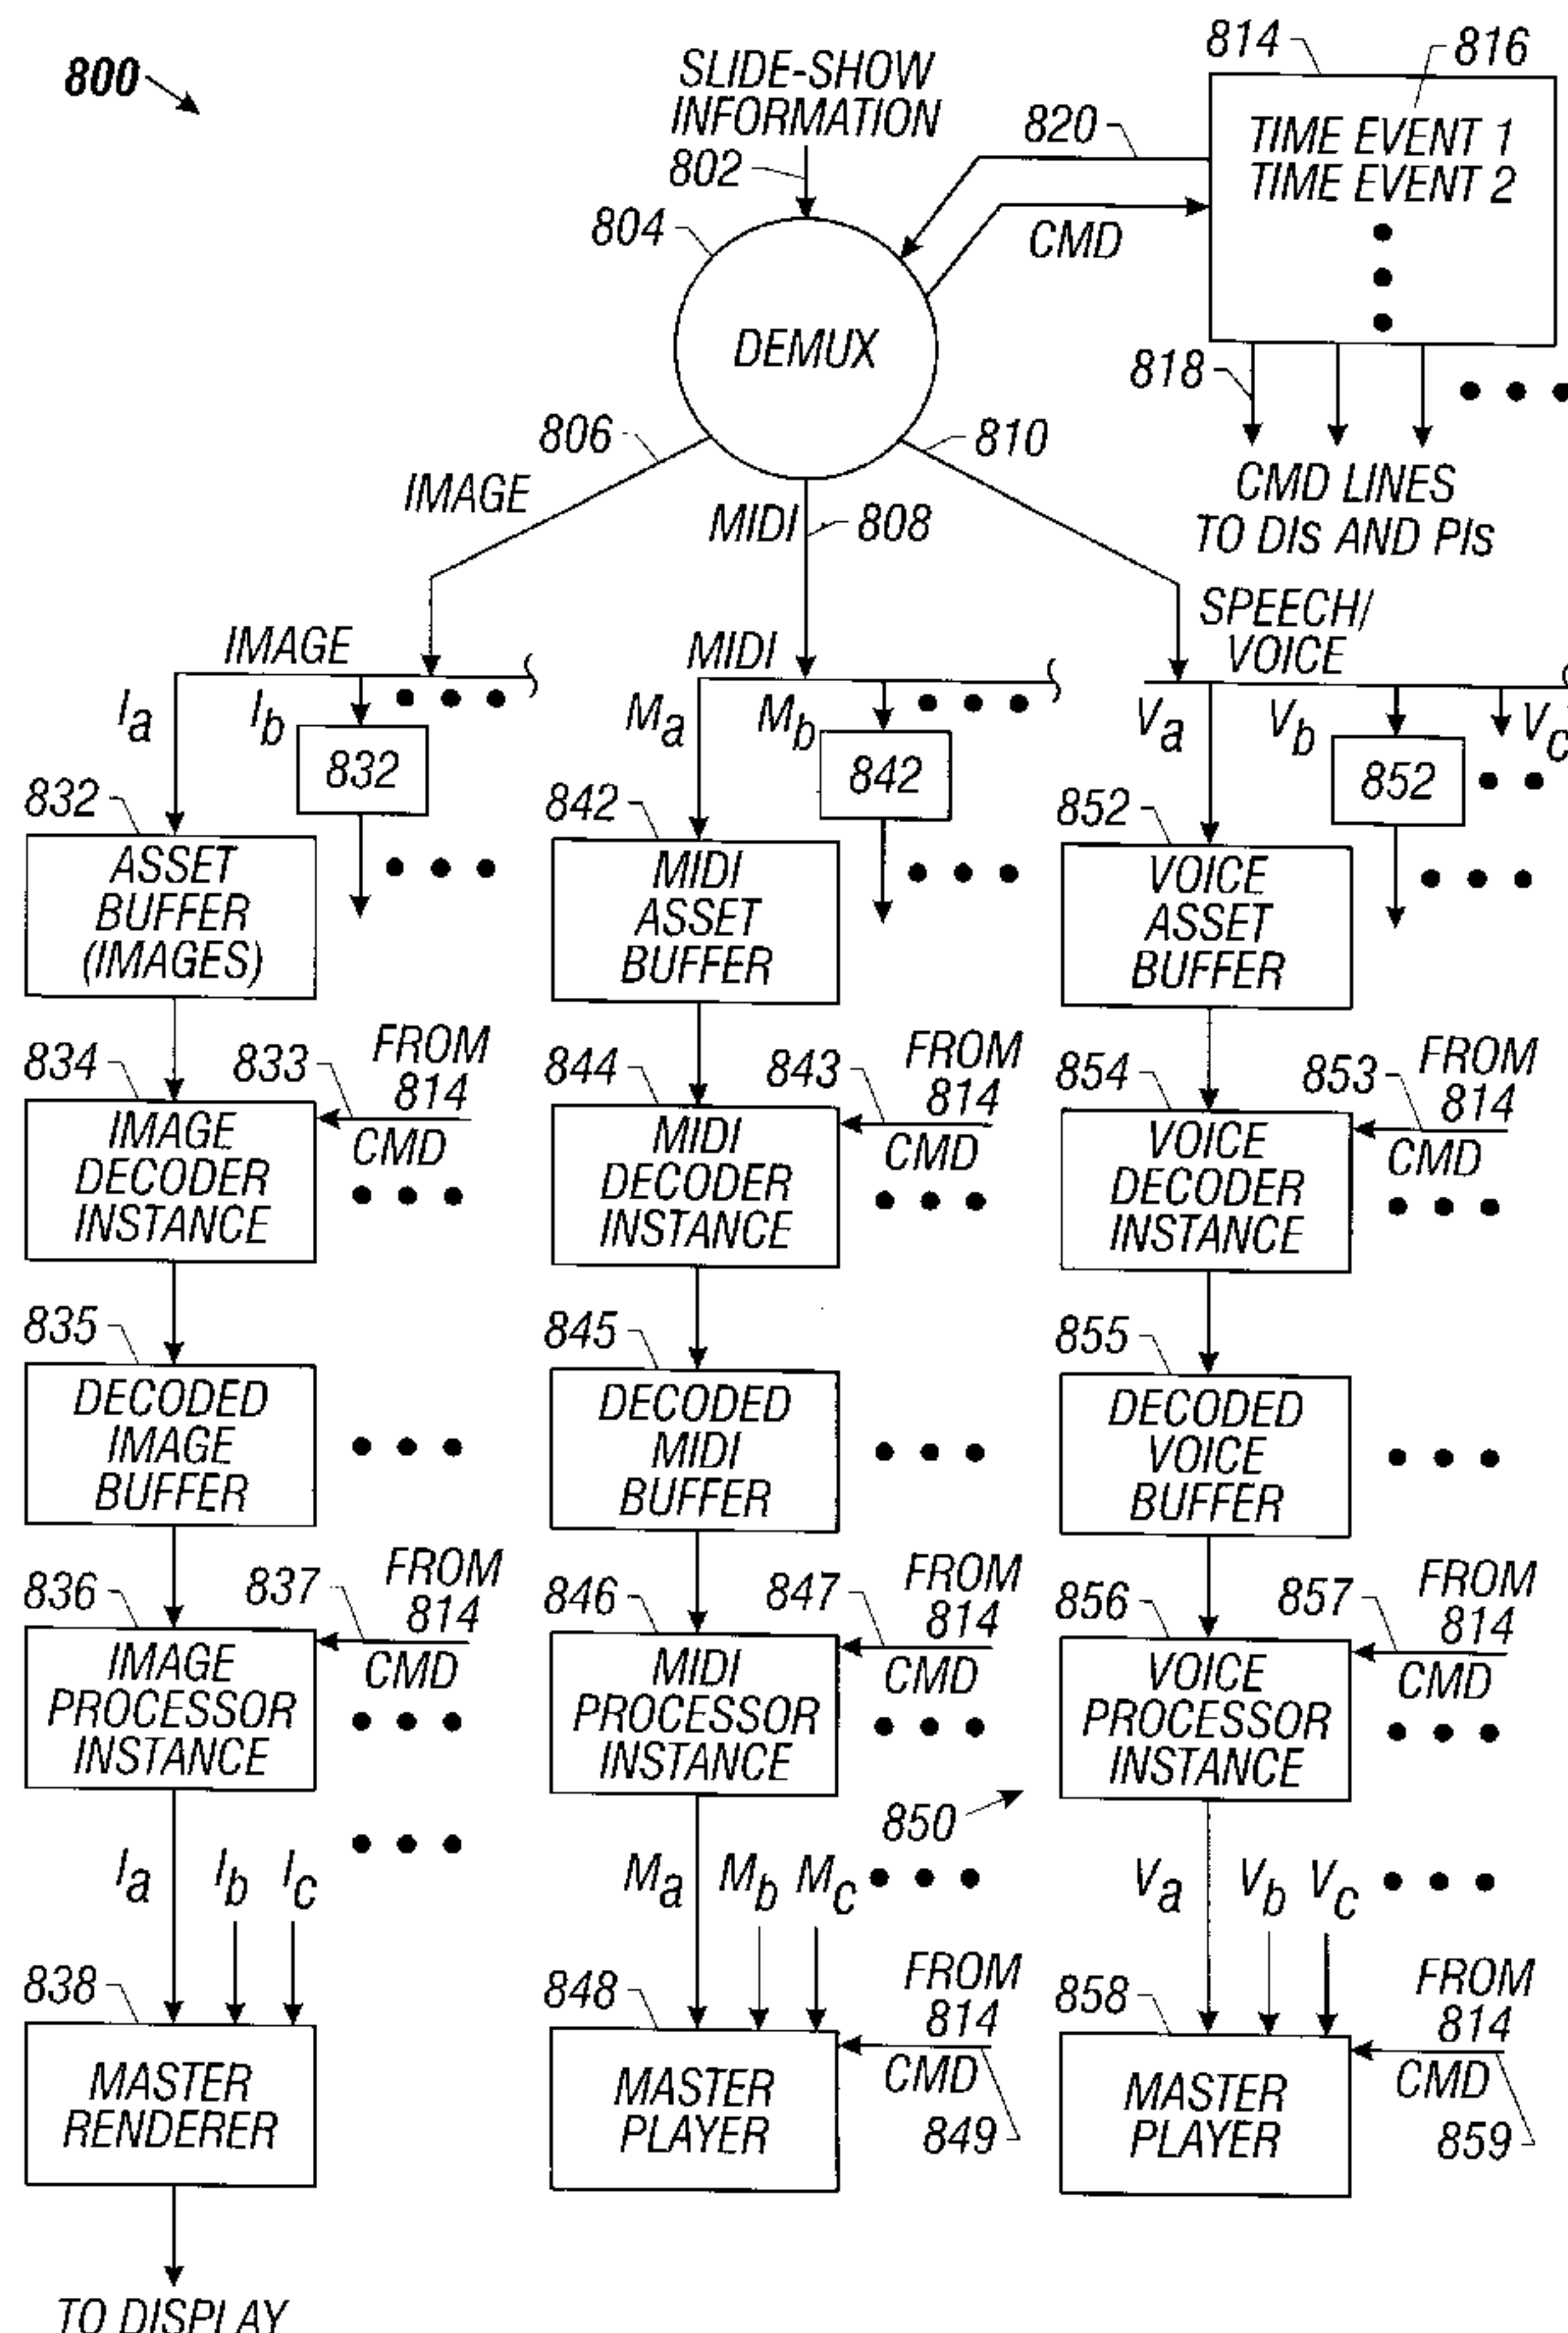 800
SLIDE-SHOW
INFORMATION
802
804
DEMUX
820
CMD
814
816
TIME EVENT 1
TIME EVENT 2
818
CMD LINES
TO DIs AND PIs
806
IMAGE
MIDI
808
810
IMAGE
MIDI
SPEECH/
VOICE
Ia
Ib
832
Ma
Mb
842
Va
Vb
852
Vc
832
ASSET
BUFFER
(IMAGES)
842
MIDI
ASSET
BUFFER
852
VOICE
ASSET
BUFFER
834
833
FROM
814
CMD
IMAGE
DECODER
INSTANCE
844
843
FROM
814
CMD
MIDI
DECODER
INSTANCE
854
853
FROM
814
CMD
VOICE
DECODER
INSTANCE
835
DECODED
IMAGE
BUFFER
845
DECODED
MIDI
BUFFER
855
DECODED
VOICE
BUFFER
836
837
FROM
814
CMD
IMAGE
PROCESSOR
INSTANCE
846
847
FROM
814
CMD
MIDI
PROCESSOR
INSTANCE
856
857
FROM
814
CMD
VOICE
PROCESSOR
INSTANCE
850
Ia
Ib
Ic
Ma
Mb
Mc
Va
Vb
Vc
838
MASTER
RENDERER
848
FROM
814
CMD
849
MASTER
PLAYER
858
FROM
814
CMD
859
MASTER
PLAYER
TO DISPLAY